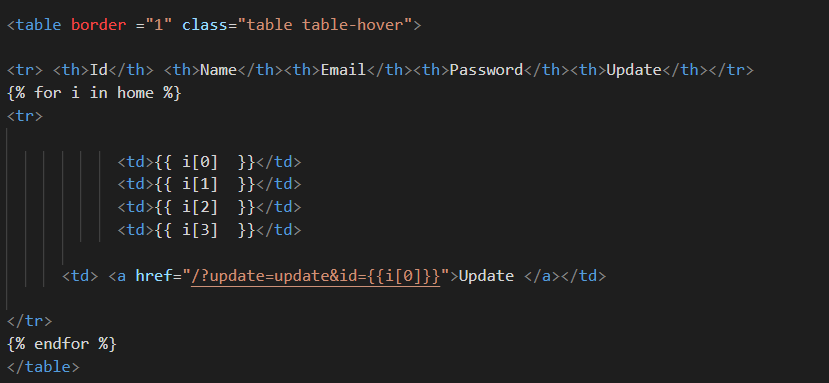 <table border ="1" class="table table-hover">
<tr> <th>Id</th> <th>Name</th><th>Email</th><th>Password</th><th>Update</th></tr>
{% for i in home %}
<tr>
<td>{{ i[0]  }}</td>
<td>{{ i[1]  }}</td>
<td>{{ i[2]  }}</td>
<td>{{ i[3]  }}</td>
<td> <a href="/?update=update&id={{i[0]}}">Update </a></td>
</tr>
{% endfor %}
</table>